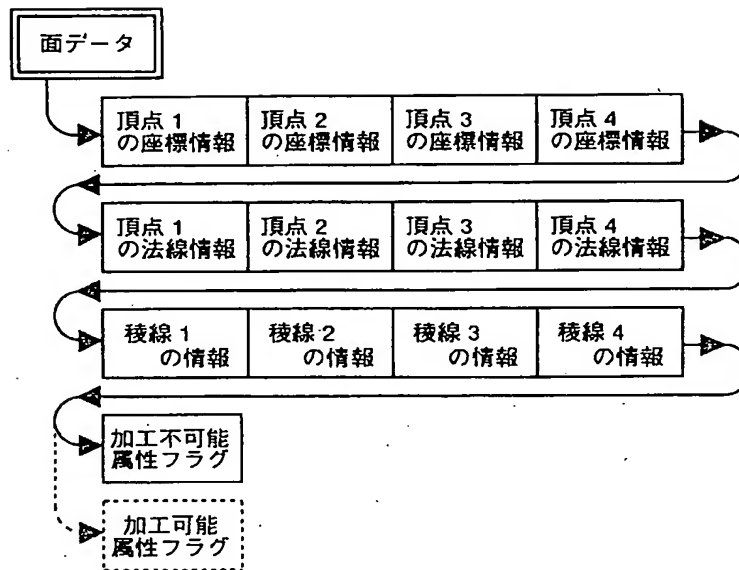 面データ
頂点 1 頂点 2 頂点 3 頂点 4
の座標情報 の座標情報 の座標情報 の座標情報
頂点 1 頂点 2 頂点 3 頂点 4
の法線情報 の法線情報 の法線情報 の法線情報
稜線 1 稜線 2 稜線 3 稜線 4
の情報 の情報 の情報 の情報
加工不可能
属性フラグ
加工可能
属性フラグ